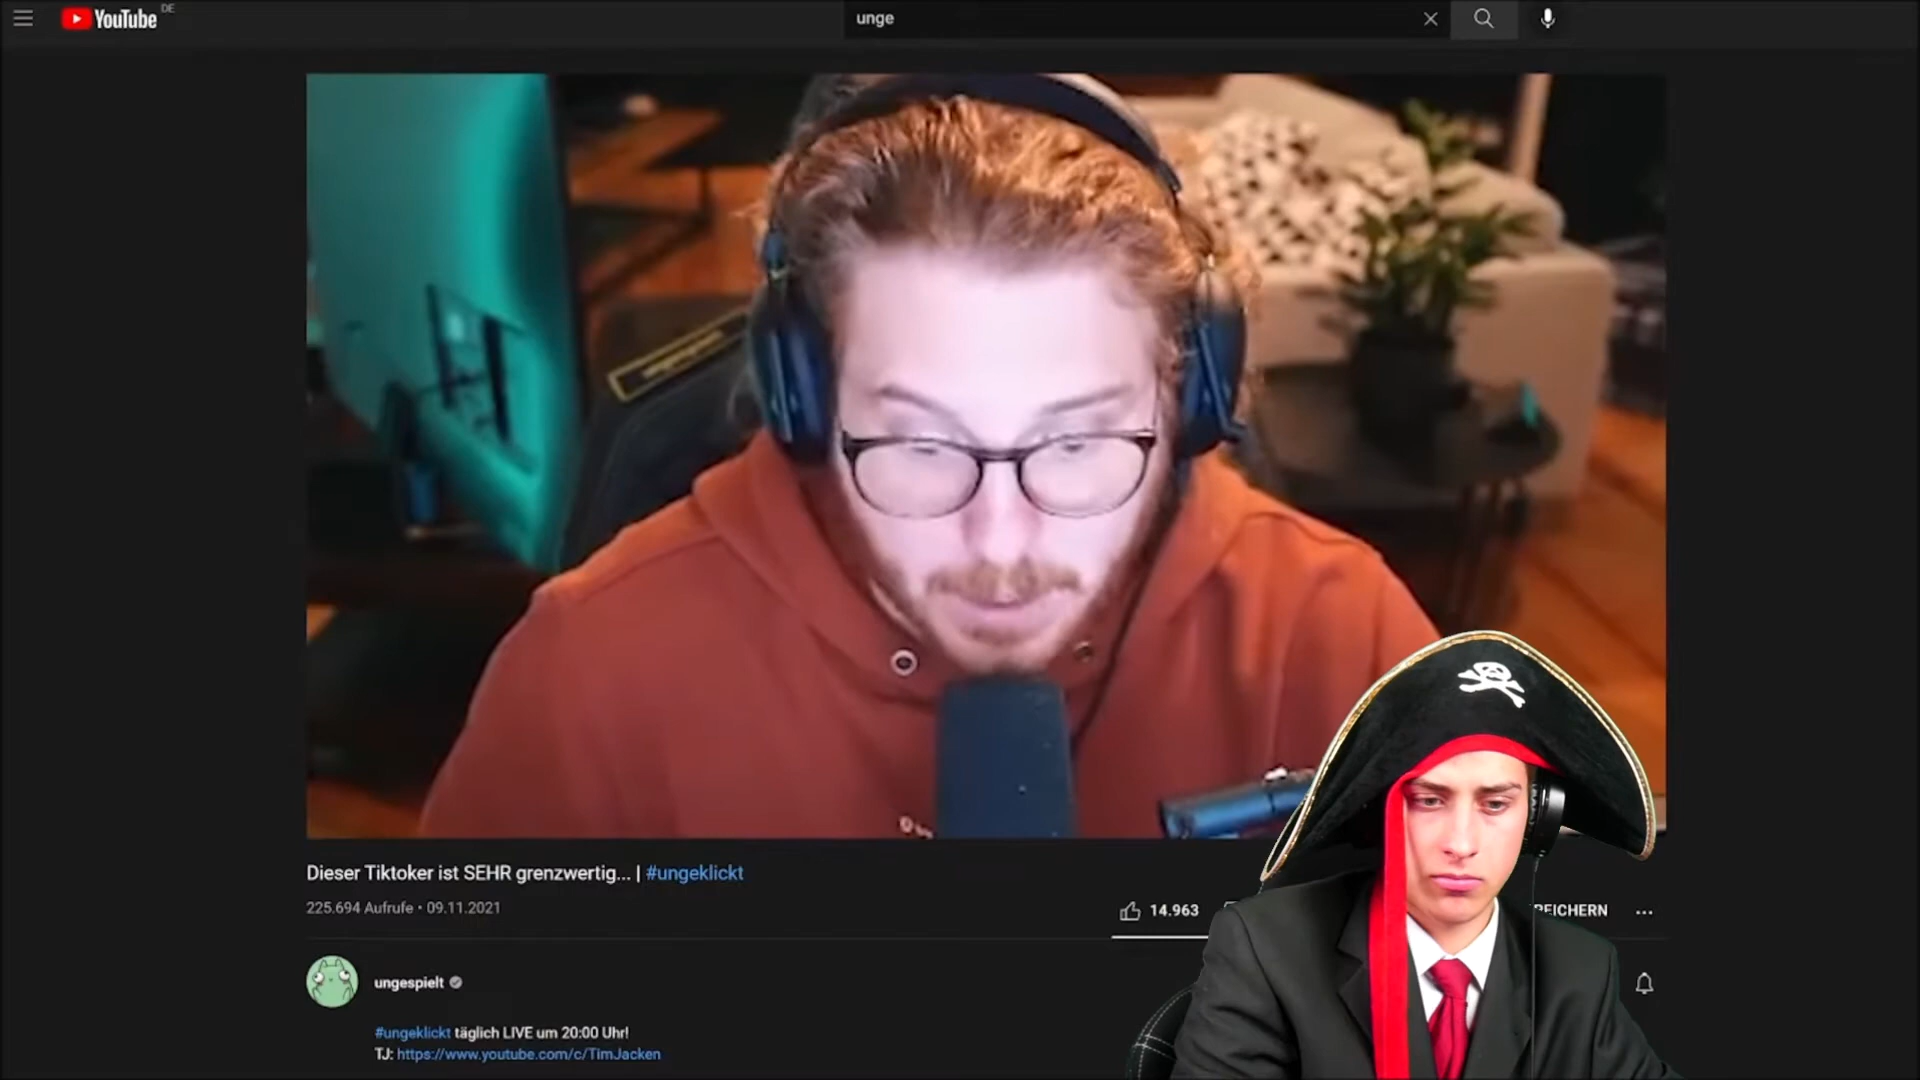 YouTube DE
unge
Dieser Tiktoker ist SEHR grenzwertig... | #ungeklickt
225.694 Aufrufe • 09.11.2021
14.963
ungespielt
#ungeklickt täglich LIVE um 20:00 Uhr!
TJ: https://www.youtube.com/c/TimJacken